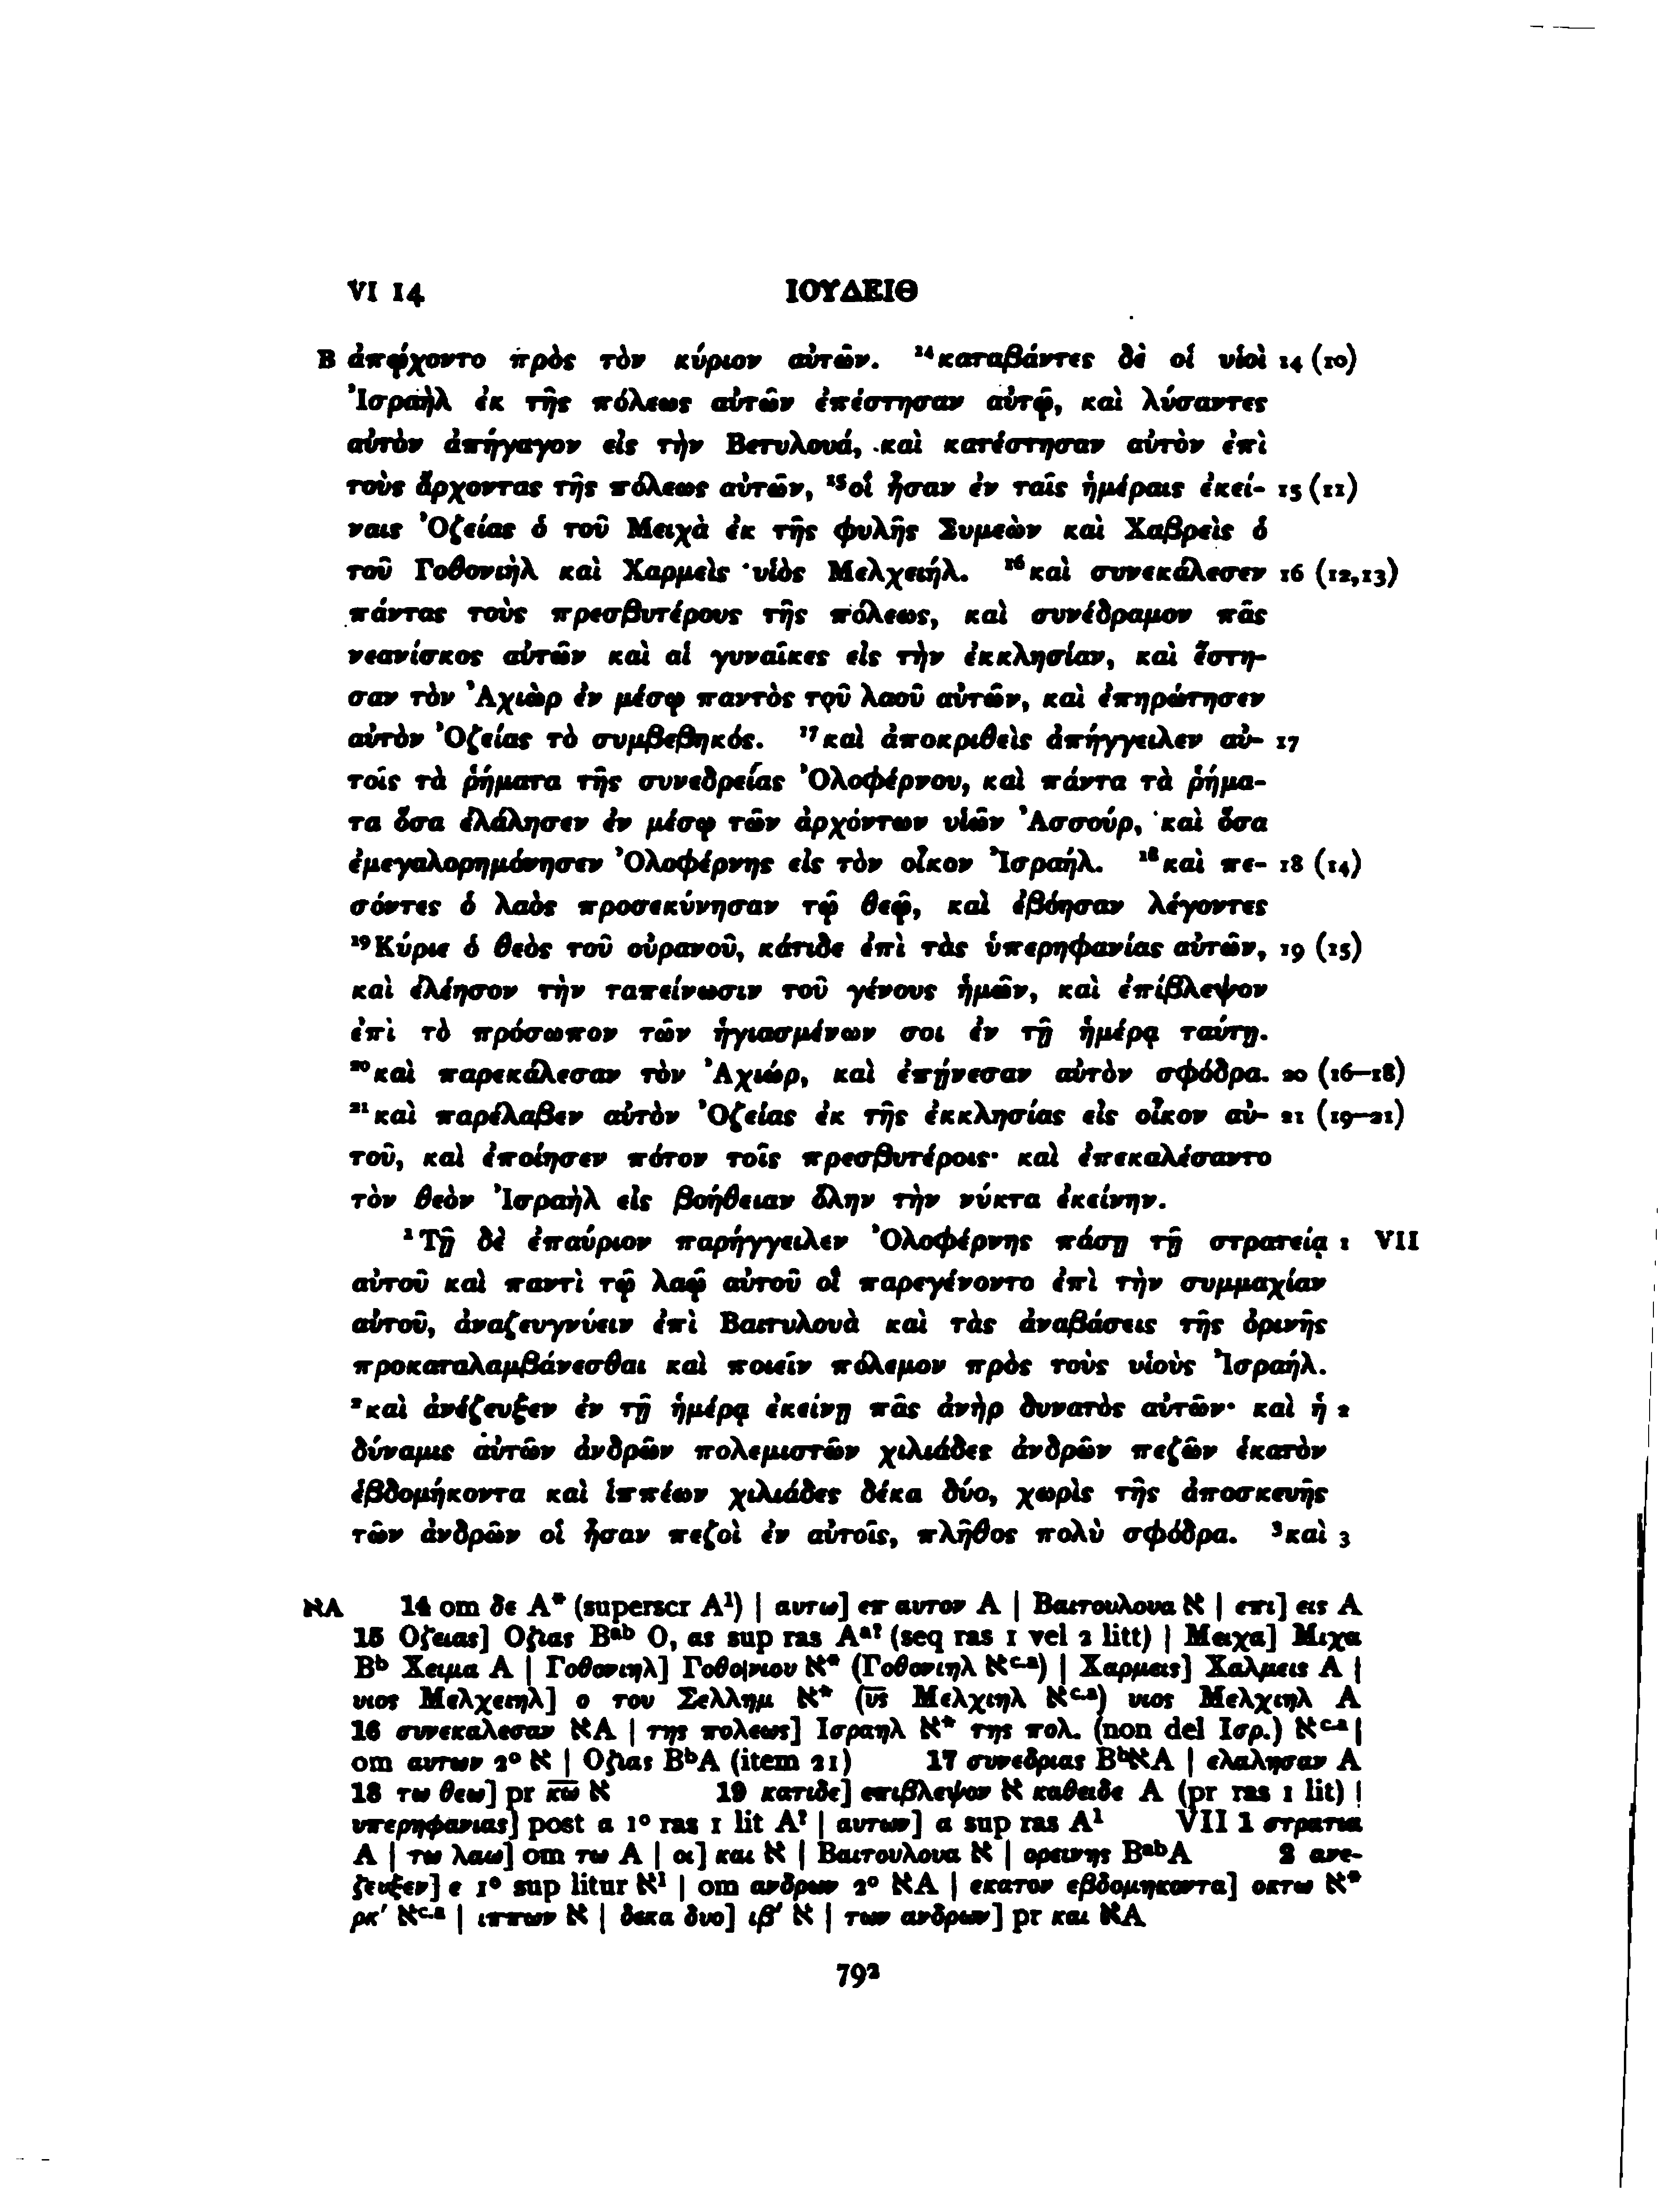 VI 14 ΙΟΥΔΕΙΘ
B ἀπῴχοντο πρὸς τὸν κύριον αὐτῶν. ¹⁴καταβάντες δὲ οἱ υἱοὶ 14 (10)
Ἰσραὴλ ἐκ τῆς πόλεως αὐτῶν ἐπέστησαν αὐτῷ, καὶ λύσαντες
αὐτὸν ἀπήγαγον εἰς τὴν Βετυλουά, καὶ κατέστησαν αὐτὸν ἐπὶ
τοὺς ἄρχοντας τῆς πόλεως αὐτῶν, ¹⁵οἳ ἦσαν ἐν ταῖς ἡμέραις ἐκεί- 15 (11)
ναις Ὀζείας ὁ τοῦ Μειχὰ ἐκ τῆς φυλῆς Συμεὼν καὶ Χαβρεὶς ὁ
τοῦ Γοθονιὴλ καὶ Χαρμεὶς υἱὸς Μελχειήλ. ¹⁶καὶ συνεκάλεσεν 16 (12,13)
πάντας τοὺς πρεσβυτέρους τῆς πόλεως, καὶ συνέδραμον πᾶς
νεανίσκος αὐτῶν καὶ αἱ γυναῖκες εἰς τὴν ἐκκλησίαν, καὶ ἔστη-
σαν τὸν Ἀχιὼρ ἐν μέσῳ παντὸς τοῦ λαοῦ αὐτῶν, καὶ ἐπηρώτησεν
αὐτὸν Ὀζείας τὸ συμβεβηκός. ¹⁷καὶ ἀποκριθεὶς ἀπήγγειλεν αὐ- 17
τοῖς τὰ ῥήματα τῆς συνεδρείας Ὀλοφέρνου, καὶ πάντα τὰ ῥήμα-
τα ὅσα ἐλάλησεν ἐν μέσῳ τῶν ἀρχόντων υἱῶν Ἀσσούρ, καὶ ὅσα
ἐμεγαλορημόνησεν Ὀλοφέρνης εἰς τὸν οἶκον Ἰσραήλ. ¹⁸καὶ πε- 18 (14)
σόντες ὁ λαὸς προσεκύνησαν τῷ θεῷ, καὶ ἐβόησαν λέγοντες
¹⁹Κύριε ὁ θεὸς τοῦ οὐρανοῦ, κάτιδε ἐπὶ τὰς ὑπερηφανίας αὐτῶν, 19 (15)
καὶ ἐλέησον τὴν ταπείνωσιν τοῦ γένους ἡμῶν, καὶ ἐπίβλεψον
ἐπὶ τὸ πρόσωπον τῶν ἡγιασμένων σοι ἐν τῇ ἡμέρᾳ ταύτῃ.
²⁰καὶ παρεκάλεσαν τὸν Ἀχιώρ, καὶ ἐπῄνεσαν αὐτὸν σφόδρα. 20 (16–18)
²¹καὶ παρέλαβεν αὐτὸν Ὀζείας ἐκ τῆς ἐκκλησίας εἰς οἶκον αὐ- 21 (19–21)
τοῦ, καὶ ἐποίησεν πότον τοῖς πρεσβυτέροις· καὶ ἐπεκαλέσαντο
τὸν θεὸν Ἰσραὴλ εἰς βοήθειαν ὅλην τὴν νύκτα ἐκείνην.
¹Τῇ δὲ ἐπαύριον παρήγγειλεν Ὀλοφέρνης πάσῃ τῇ στρατείᾳ 1 VII
αὐτοῦ καὶ παντὶ τῷ λαῷ αὐτοῦ οἳ παρεγένοντο ἐπὶ τὴν συμμαχίαν
αὐτοῦ, ἀναζευγνύειν ἐπὶ Βαιτυλουὰ καὶ τὰς ἀναβάσεις τῆς ὀρινῆς
προκαταλαμβάνεσθαι καὶ ποιεῖν πόλεμον πρὸς τοὺς υἱοὺς Ἰσραήλ.
²καὶ ἀνέζευξεν ἐν τῇ ἡμέρᾳ ἐκείνῃ πᾶς ἀνὴρ δυνατὸς αὐτῶν· καὶ ἡ 2
δύναμις αὐτῶν ἀνδρῶν πολεμιστῶν χιλιάδες ἀνδρῶν πεζῶν ἑκατὸν
ἑβδομήκοντα καὶ ἱππέων χιλιάδες δέκα δύο, χωρὶς τῆς ἀποσκευῆς
τῶν ἀνδρῶν οἳ ἦσαν πεζοὶ ἐν αὐτοῖς, πλῆθος πολὺ σφόδρα. ³καὶ 3
אA 14 om δε A* (superscr A¹) | αυτω] επ αυτον A | Βαιτουλουα א | επι] εις A
15 Οζειας] Οζιας Bᵃᵇ Ο, ας sup ras Aᵃ? (seq ras 1 vel 2 litt) | Μειχα] Μιχα
Bᵇ Χειμα A | Γοθονιηλ] Γοθο|νιου א* (Γοθονιηλ אᶜ·ᵃ) | Χαρμεις] Χαλμεις A |
υιος Μελχειηλ] ο του Σελλημ א* (υ̅ς̅ Μελχιηλ אᶜ·ᵃ) υιος Μελχιηλ A
16 συνεκαλεσαν אA | της πολεως] Ισραηλ א* της πολ. (non del Ισρ.) אᶜ·ᵃ |
om αυτων 2° א | Οζιας BᵇA (item 21) 17 συνεδριας BᵇאA | ελαλησαν A
18 τω θεω] pr κ̅ω̅ א 19 κατιδε] επιβλεψον א καθειδε A (pr ras 1 lit) |
υπερηφανιας] post α 1° ras 1 lit A? | αυτων] α sup ras A¹ VII 1 στρατια
A | τω λαω] om τω A | οι] και א | Βαιτουλουα א | ορεινης BᵃᵇA 2 ανε-
ζευξεν] ε 1° sup litur א¹ | om ανδρων 2° אA | εκατον εβδομηκοντα] οκτω א*
ρκ′ אᶜ·ᵃ | ιππων א | δεκα δυο] ιβ′ א | των ανδρων] pr και אA
792